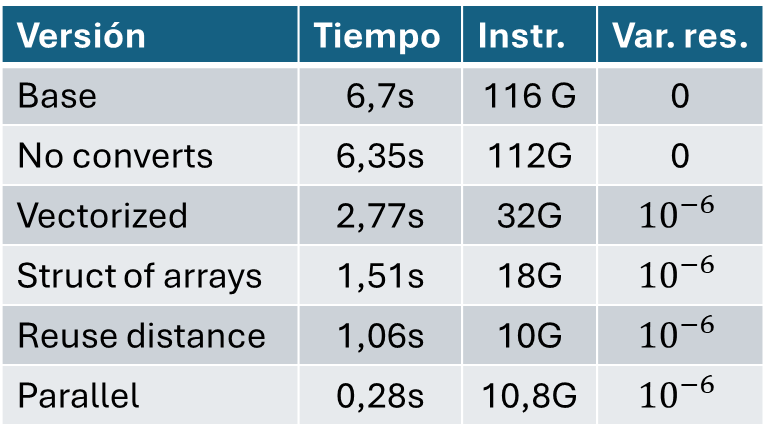 Versión Tiempo Instr. Var. res.
Base 6,7s 116 G 0
No converts 6,35s 112G 0
Vectorized 2,77s 32G 10⁻⁶
Struct of arrays 1,51s 18G 10⁻⁶
Reuse distance 1,06s 10G 10⁻⁶
Parallel 0,28s 10,8G 10⁻⁶